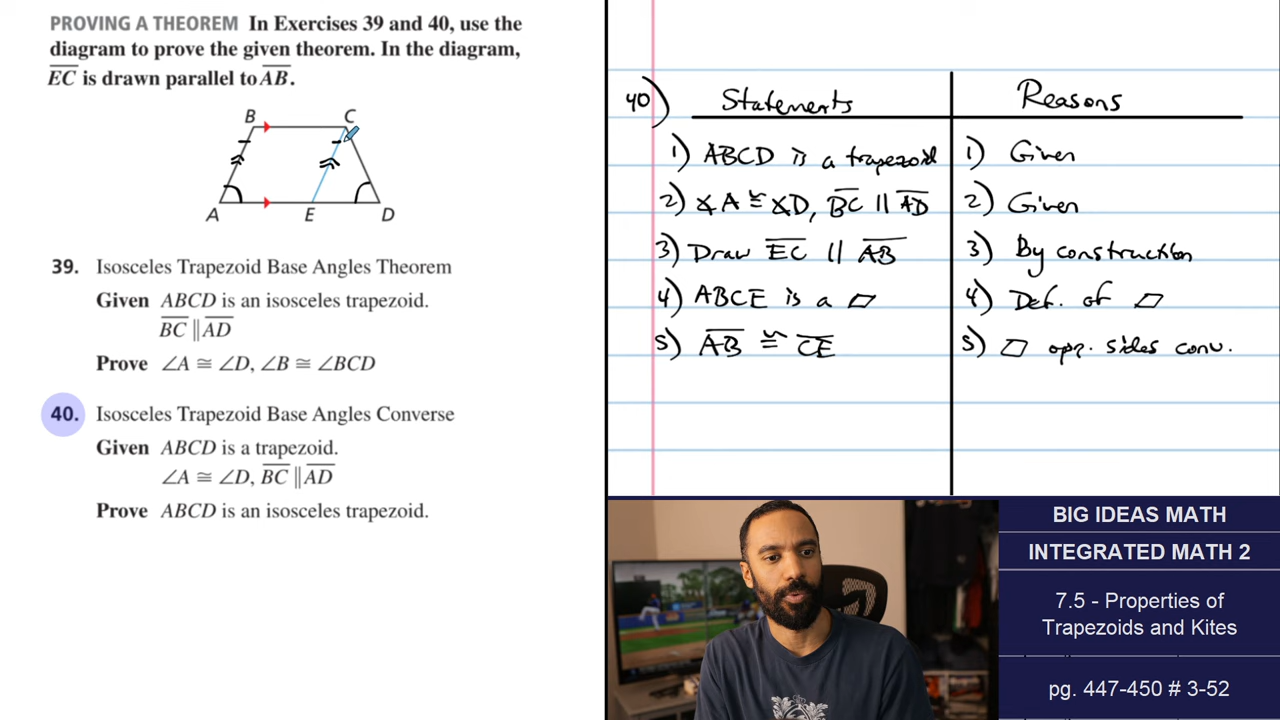 PROVING A THEOREM In Exercises 39 and 40, use the
diagram to prove the given theorem. In the diagram,
EC is drawn parallel to AB.
B C
A E D
39. Isosceles Trapezoid Base Angles Theorem
Given ABCD is an isosceles trapezoid.
BC ∥ AD
Prove ∠A ≅ ∠D, ∠B ≅ ∠BCD
40. Isosceles Trapezoid Base Angles Converse
Given ABCD is a trapezoid.
∠A ≅ ∠D, BC ∥ AD
Prove ABCD is an isosceles trapezoid.
40) Statements Reasons
1) ABCD is a trapezoid 1) Given
2) ∡A ≅ ∡D, BC ∥ AD 2) Given
3) Draw EC ∥ AB 3) By construction
4) ABCE is a ▱ 4) Def. of ▱
5) AB ≅ CE 5) ▱ opp. sides conv.
BIG IDEAS MATH
INTEGRATED MATH 2
7.5 - Properties of
Trapezoids and Kites
pg. 447-450 # 3-52